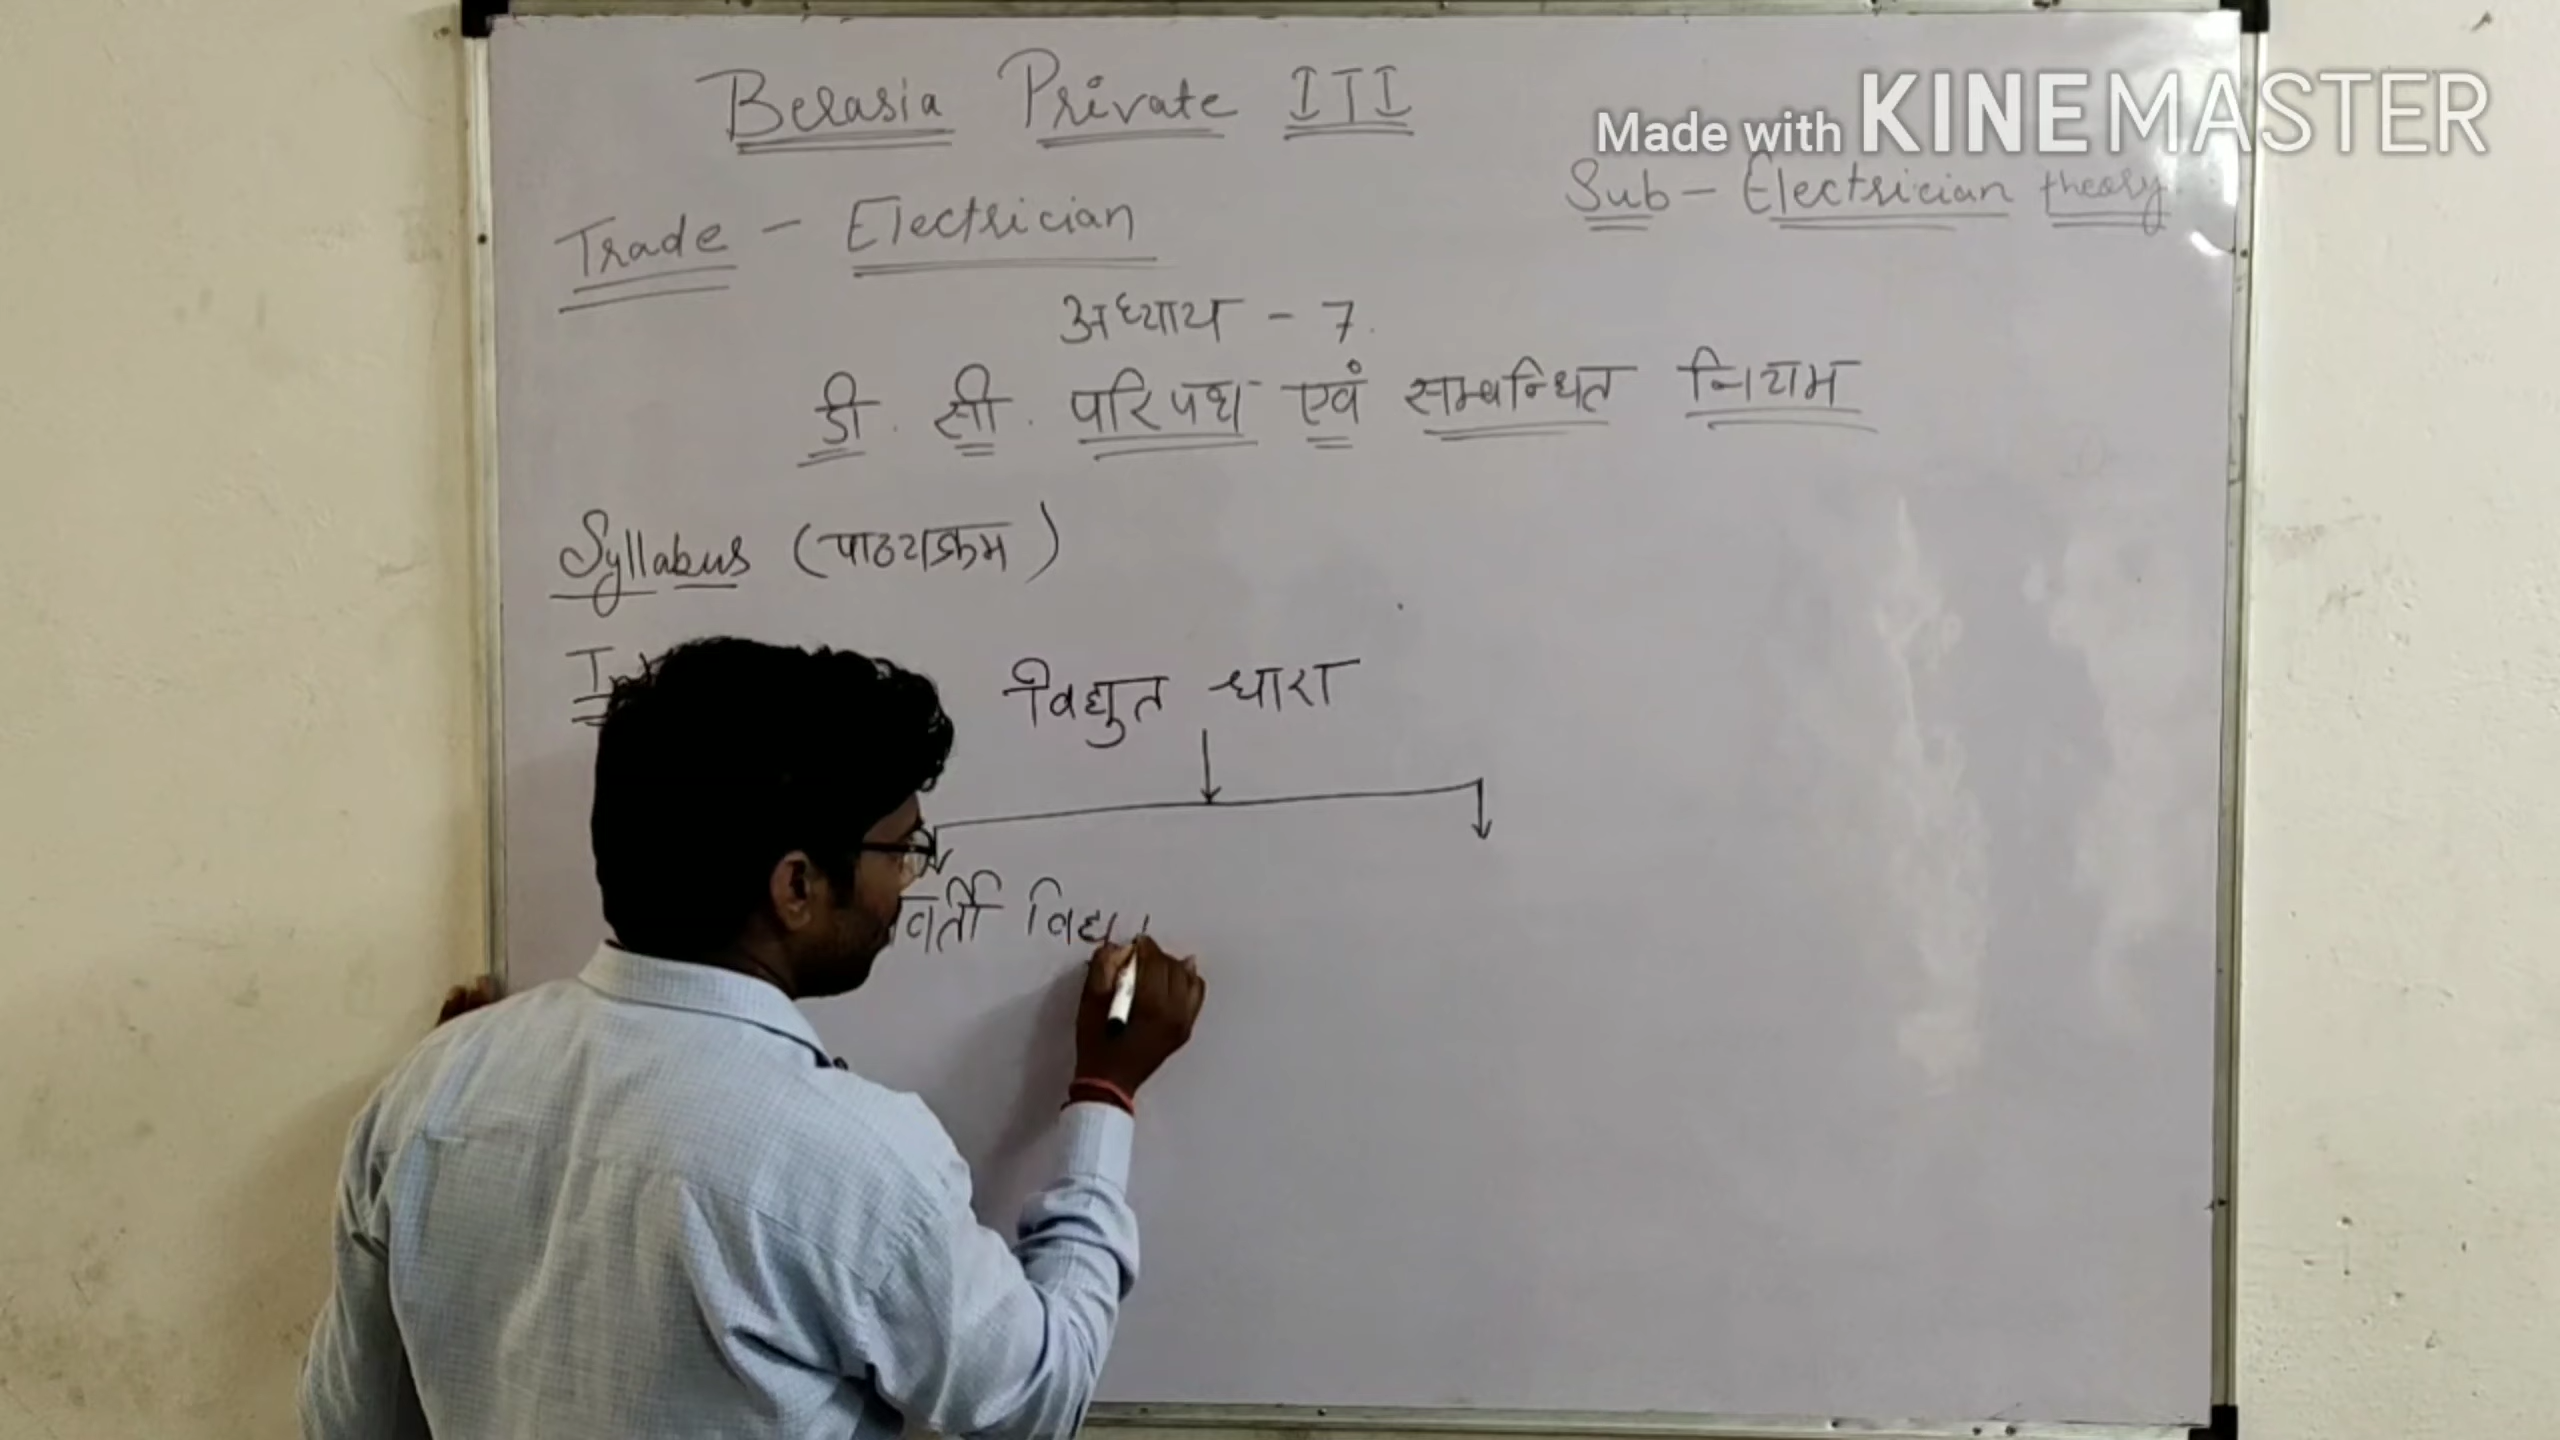 Berasia Private ITI
Made with KINEMASTER
Trade - Electrician
Sub - Electrician theory
अध्याय - 7.
डी. सी. परिपथ एवं सम्बन्धित नियम
Syllabus (पाठ्यक्रम)
विद्युत धारा